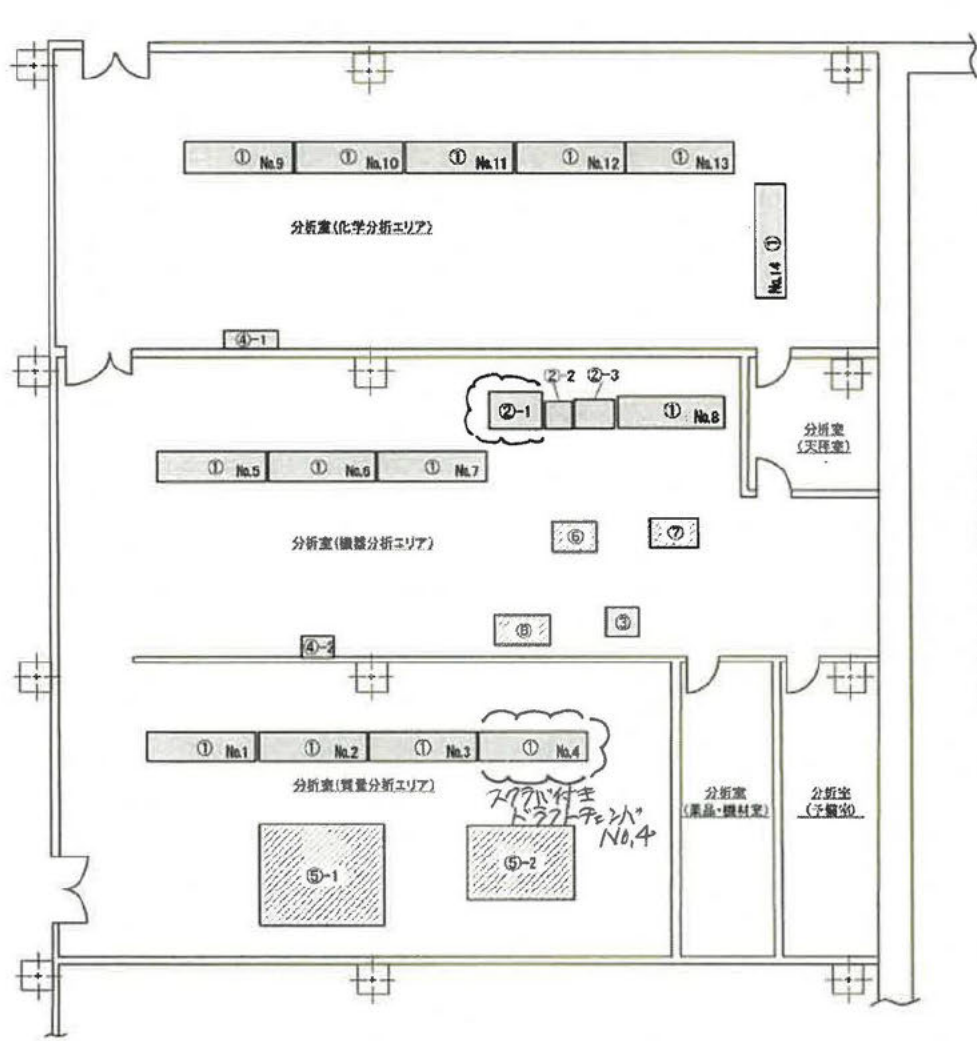 ① No.9 ① No.10 ① No.11 ① No.12 ① No.13
分析室(化学分析エリア)
① No.14
④-1
②-1 ②-2 ②-3 ① No.8
分析室
(天秤室)
① No.5 ① No.6 ① No.7
分析室(機器分析エリア)
⑥ ⑦
⑧ ③
④-2
① No.1 ① No.2 ① No.3 ① No.4
分析室(質量分析エリア)
スクラバ付き
ドラフトチェンバ
No,4
分析室
(薬品・機材室)
分析室
(予備室)
⑤-1 ⑤-2